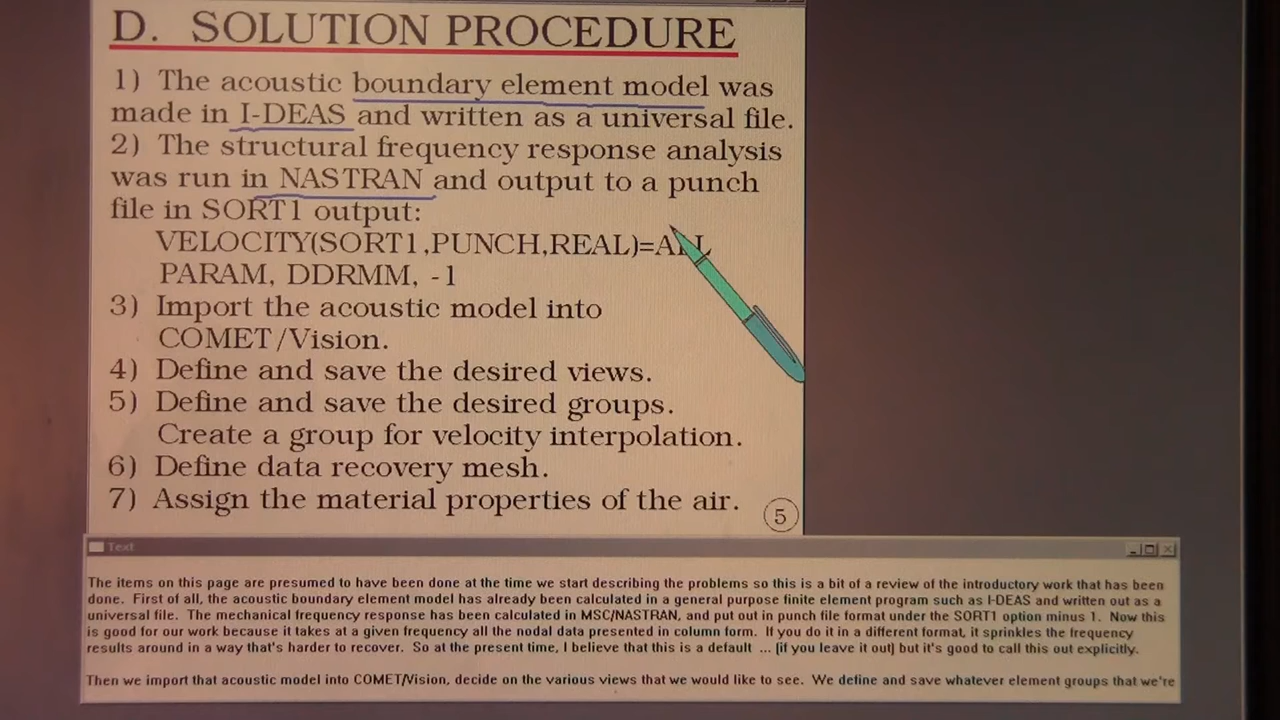 D. SOLUTION PROCEDURE
1) The acoustic boundary element model was
made in I-DEAS and written as a universal file.
2) The structural frequency response analysis
was run in NASTRAN and output to a punch
file in SORT1 output:
VELOCITY(SORT1,PUNCH,REAL)=ALL
PARAM, DDRMM, -1
3) Import the acoustic model into
COMET/Vision.
4) Define and save the desired views.
5) Define and save the desired groups.
Create a group for velocity interpolation.
6) Define data recovery mesh.
7) Assign the material properties of the air.
5
Text
The items on this page are presumed to have been done at the time we start describing the problems so this is a bit of a review of the introductory work that has been
done. First of all, the acoustic boundary element model has already been calculated in a general purpose finite element program such as I-DEAS and written out as a
universal file. The mechanical frequency response has been calculated in MSC/NASTRAN, and put out in punch file format under the SORT1 option minus 1. Now this
is good for our work because it takes at a given frequency all the nodal data presented in column form. If you do it in a different format, it sprinkles the frequency
results around in a way that's harder to recover. So at the present time, I believe that this is a default ... (if you leave it out) but it's good to call this out explicitly.
Then we import that acoustic model into COMET/Vision, decide on the various views that we would like to see. We define and save whatever element groups that we're